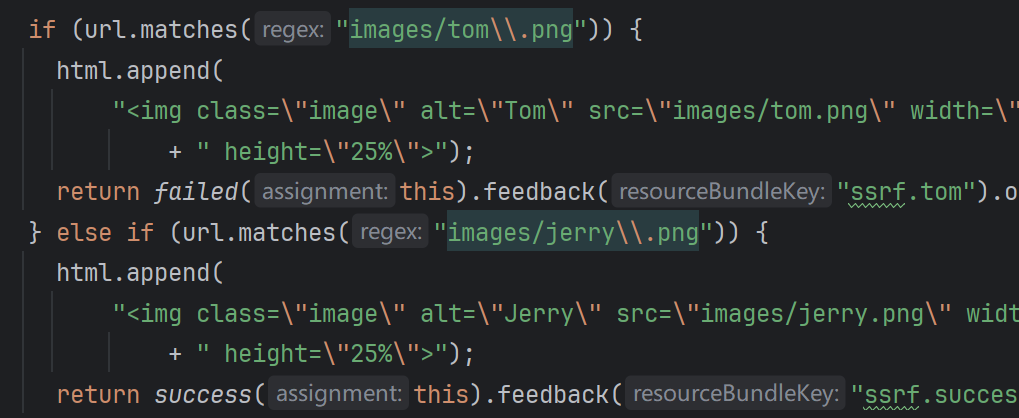 if (url.matches( regex: "images/tom\\.png")) {
html.append(
"<img class=\"image\" alt=\"Tom\" src=\"images/tom.png\" width=\"
+ " height=\"25%\">");
return failed( assignment: this).feedback( resourceBundleKey: "ssrf.tom").o
} else if (url.matches( regex: "images/jerry\\.png")) {
html.append(
"<img class=\"image\" alt=\"Jerry\" src=\"images/jerry.png\" widt
+ " height=\"25%\">");
return success( assignment: this).feedback( resourceBundleKey: "ssrf.succes